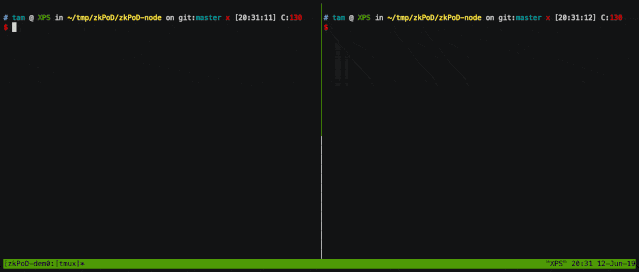 # tam @ XPS in ~/tmp/zkPoD/zkPoD-node on git:master x [20:31:11] C:130
$
# tam @ XPS in ~/tmp/zkPoD/zkPoD-node on git:master x [20:31:12] C:130
$
[zkPoD-demo:[tmux]* "XPS" 20:31 12-Jun-19